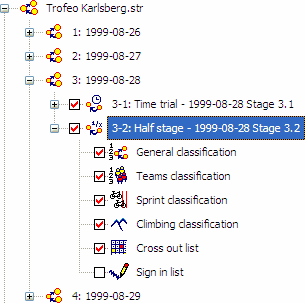 Trofeo Karlsberg.str
1: 1999-08-26
2: 1999-08-27
3: 1999-08-28
3-1: Time trial - 1999-08-28 Stage 3.1
3-2: Half stage - 1999-08-28 Stage 3.2
General classification
Teams classification
Sprint classification
Climbing classification
Cross out list
Sign in list
4: 1999-08-29